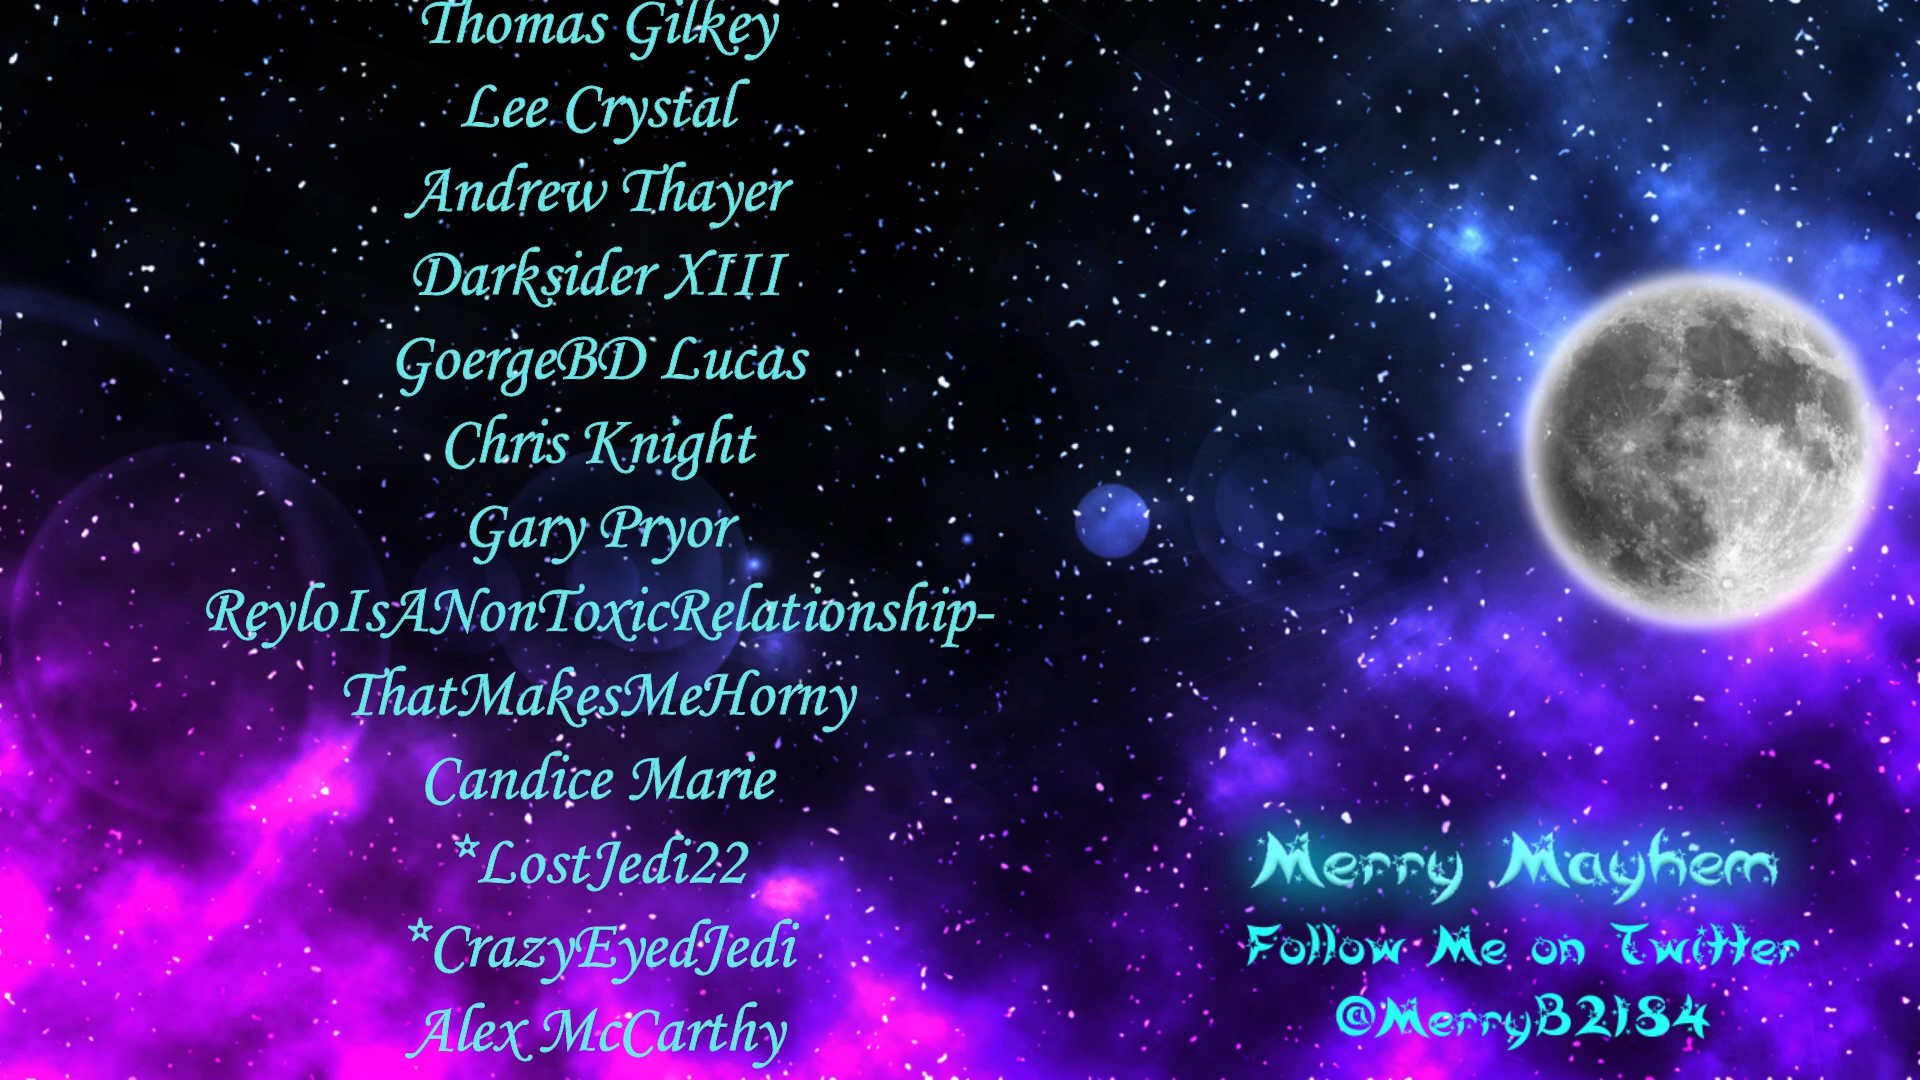 Thomas Gilkey
Lee Crystal
Andrew Thayer
Darksider XIII
GoergeBD Lucas
Chris Knight
Gary Pryor
ReyloIsANonToxicRelationship-
ThatMakesMeHorny
Candice Marie
*LostJedi22
*CrazyEyedJedi
Alex McCarthy
Merry Mayhem
Follow Me on Twitter
@MerryB2184